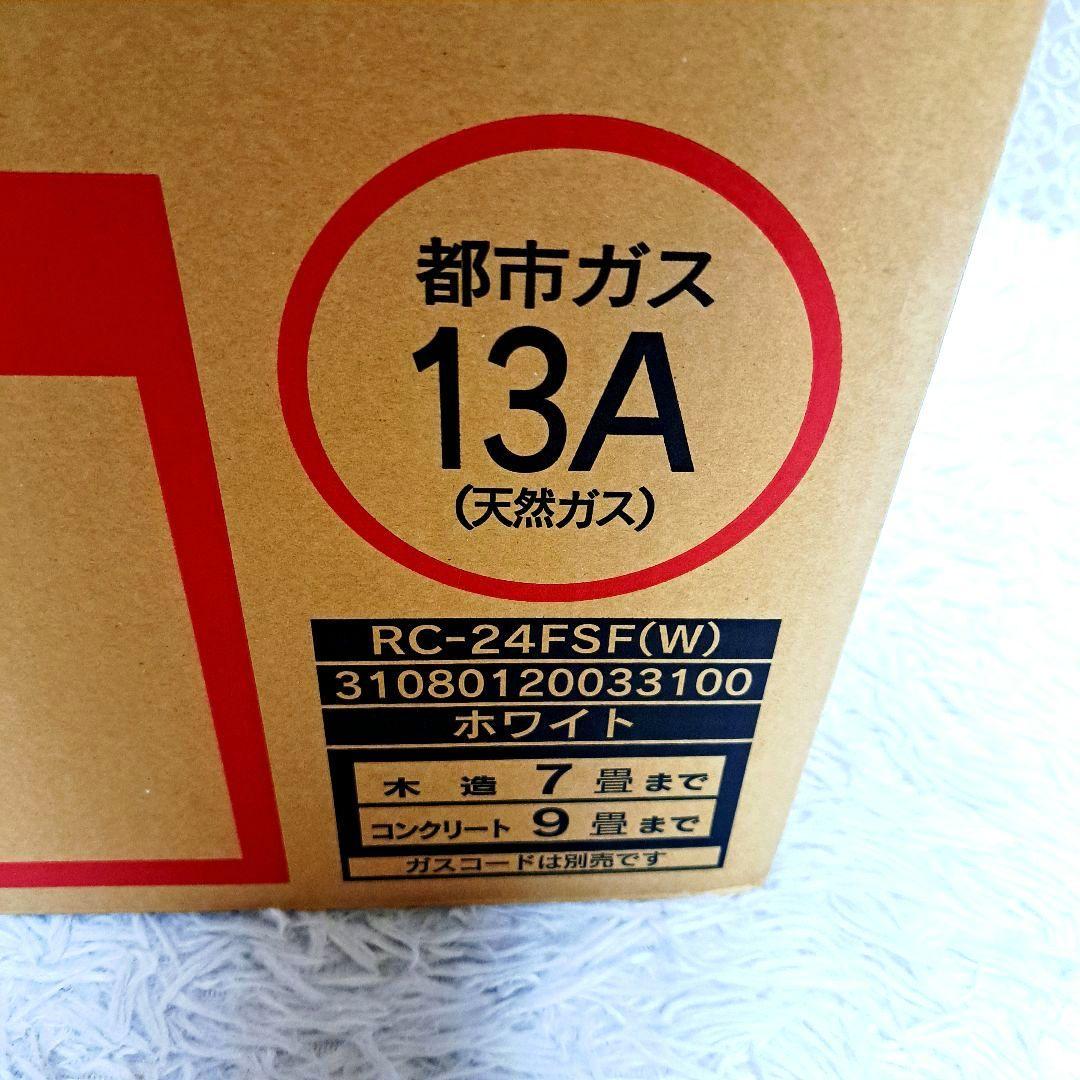 都市ガス
13A
(天然ガス)
RC-24FSF(W)
31080120033100
ホワイト
木 造 7 畳まで
コンクリート 9 畳まで
ガスコードは別売です